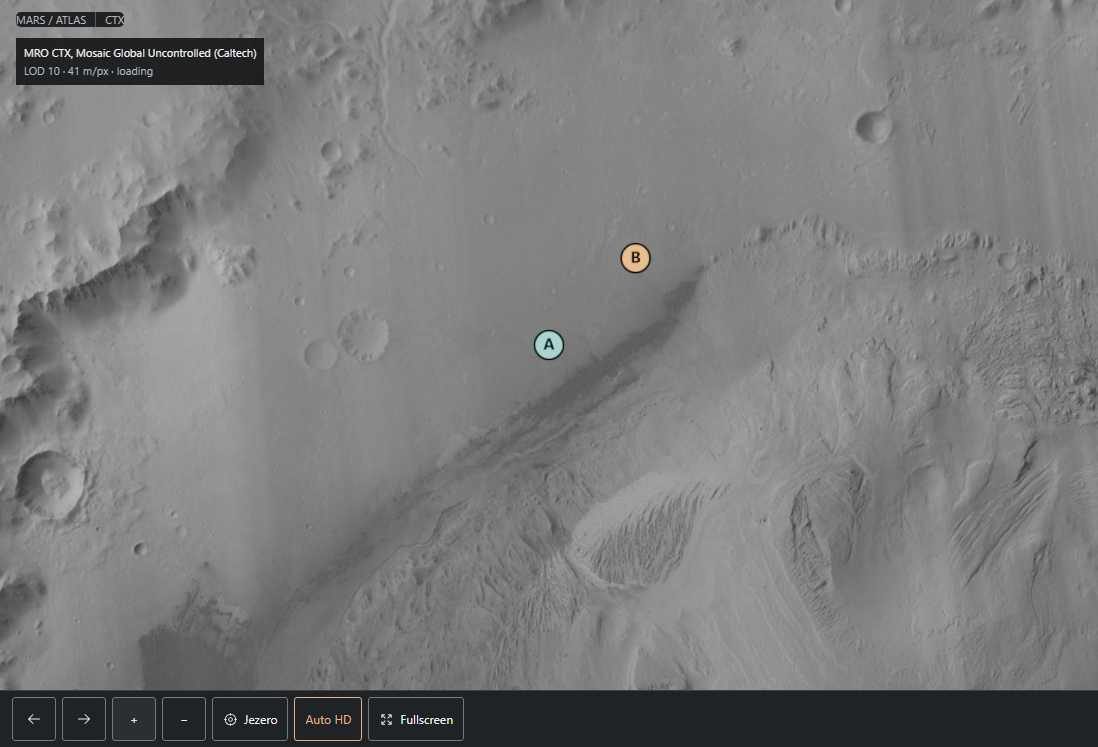 MARS / ATLAS CTX
MRO CTX, Mosaic Global Uncontrolled (Caltech)
LOD 10 · 41 m/px · loading
B
A
← → + − Jezero Auto HD Fullscreen